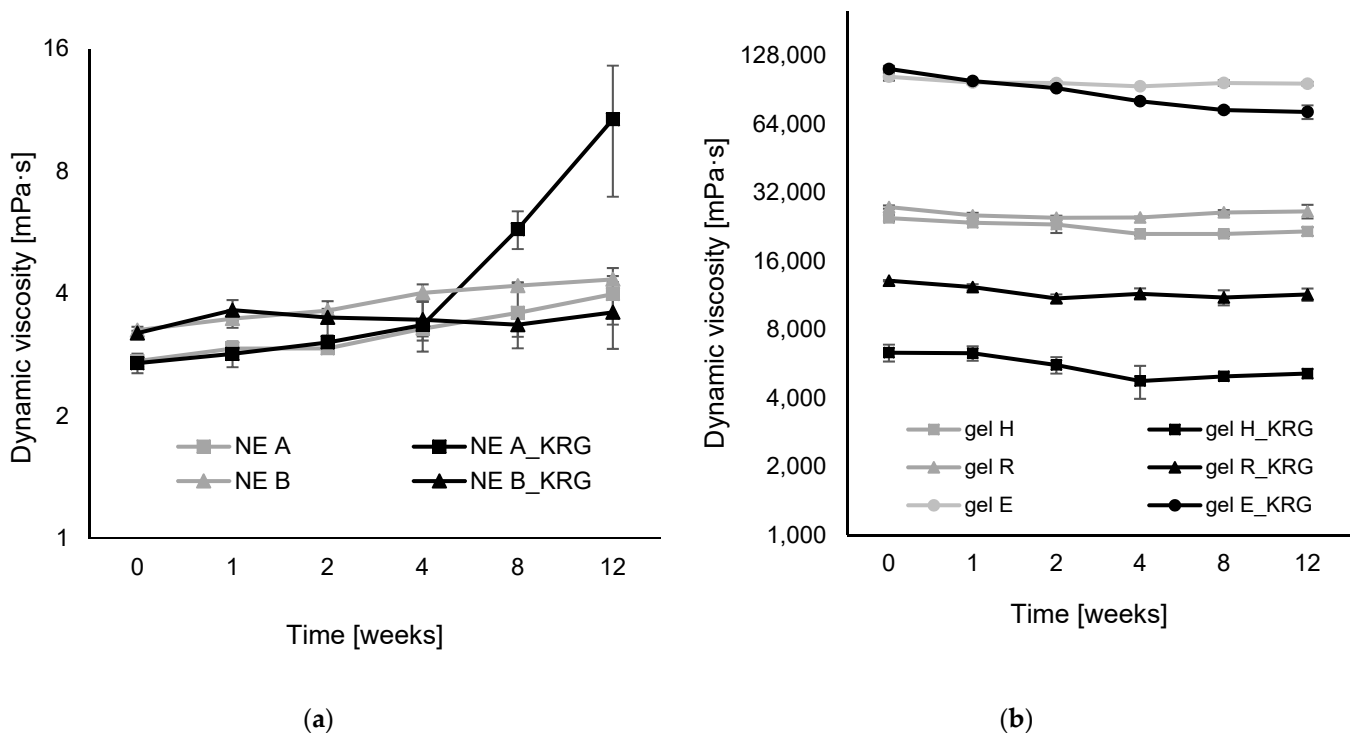 Dynamic viscosity [mPa·s]
16
8
4
2
1
NE A
NE A_KRG
NE B
NE B_KRG
0 1 2 4 8 12
Time [weeks]
(a)
Dynamic viscosity [mPa·s]
128,000
64,000
32,000
16,000
8,000
4,000
2,000
1,000
gel H
gel H_KRG
gel R
gel R_KRG
gel E
gel E_KRG
0 1 2 4 8 12
Time [weeks]
(b)